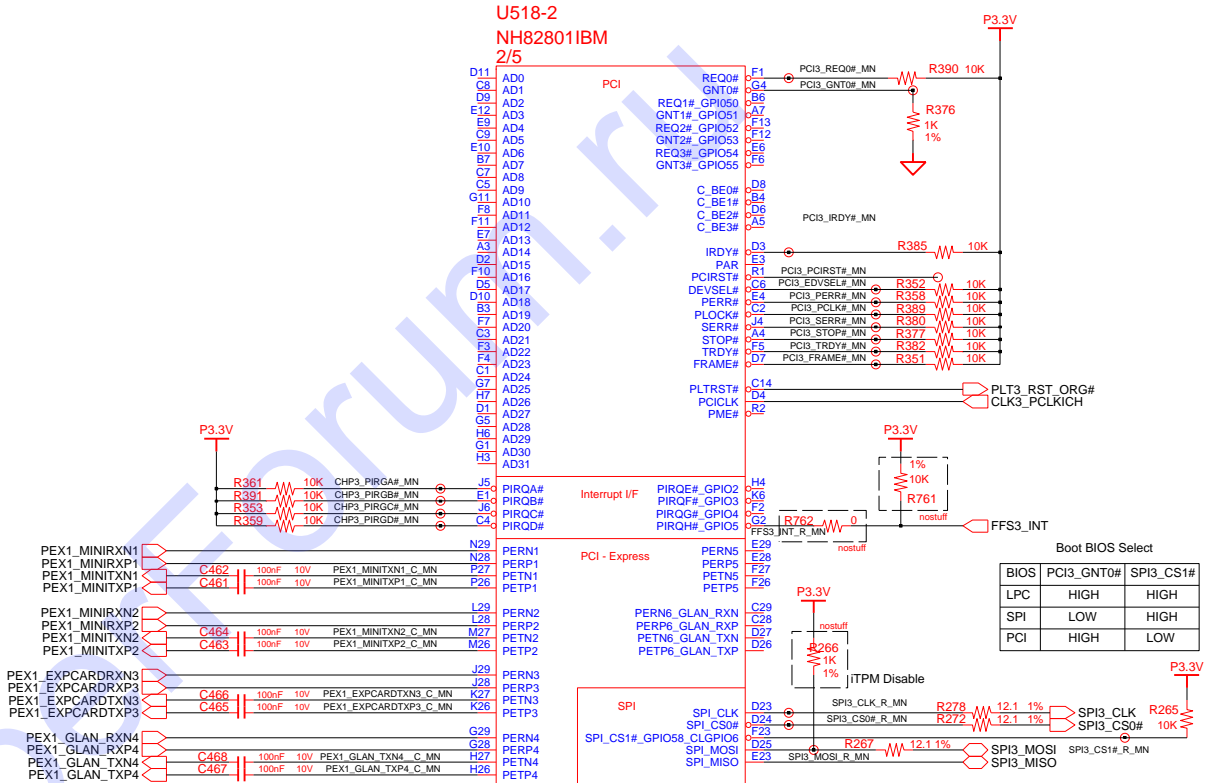 U518-2
NH82801IBM
2/5
P3.3V
PCI
D11 AD0
C8 AD1
D9 AD2
E12 AD3
E9 AD4
C9 AD5
E10 AD6
B7 AD7
C7 AD8
C5 AD9
G11 AD10
F8 AD11
F11 AD12
E7 AD13
A3 AD14
D2 AD15
F10 AD16
D5 AD17
D10 AD18
B3 AD19
F7 AD20
C3 AD21
F3 AD22
F4 AD23
C1 AD24
G7 AD25
H7 AD26
D1 AD27
G5 AD28
H6 AD29
G1 AD30
H3 AD31
REQ0# F1 PCI3_REQ0#_MN R390 10K
GNT0# G4 PCI3_GNT0#_MN
REQ1#_GPIO50 B6
GNT1#_GPIO51 A7
REQ2#_GPIO52 F13
GNT2#_GPIO53 F12
REQ3#_GPIO54 E6
GNT3#_GPIO55 F6
R376
1K
1%
C_BE0# D8
C_BE1# B4
C_BE2# D6
C_BE3# A5
PCI3_IRDY#_MN
IRDY# D3 R385 10K
PAR E3
PCIRST# R1 PCI3_PCIRST#_MN
DEVSEL# C6 PCI3_EDVSEL#_MN R352 10K
PERR# E4 PCI3_PERR#_MN R358 10K
PLOCK# C2 PCI3_PCLK#_MN R389 10K
SERR# J4 PCI3_SERR#_MN R380 10K
STOP# A4 PCI3_STOP#_MN R377 10K
TRDY# F5 PCI3_TRDY#_MN R382 10K
FRAME# D7 PCI3_FRAME#_MN R351 10K
PLTRST# C14 PLT3_RST_ORG#
PCICLK D4 CLK3_PCLKICH
PME# R2
P3.3V
R361 10K CHP3_PIRGA#_MN J5 PIRQA#
R391 10K CHP3_PIRGB#_MN E1 PIRQB#
R353 10K CHP3_PIRGC#_MN J6 PIRQC#
R359 10K CHP3_PIRGD#_MN C4 PIRQD#
Interrupt I/F
PIRQE#_GPIO2 H4
PIRQF#_GPIO3 K6
PIRQG#_GPIO4 F2
PIRQH#_GPIO5 G2 R762 0
FFS3_INT_R_MN
nostuff
P3.3V
1%
10K
R761
nostuff
FFS3_INT
PCI - Express
PEX1_MINIRXN1 N29 PERN1
PEX1_MINIRXP1 N28 PERP1
PEX1_MINITXN1 C462 100nF 10V PEX1_MINITXN1_C_MN P27 PETN1
PEX1_MINITXP1 C461 100nF 10V PEX1_MINITXP1_C_MN P26 PETP1
PEX1_MINIRXN2 L29 PERN2
PEX1_MINIRXP2 L28 PERP2
PEX1_MINITXN2 C464 100nF 10V PEX1_MINITXN2_C_MN M27 PETN2
PEX1_MINITXP2 C463 100nF 10V PEX1_MINITXP2_C_MN M26 PETP2
PEX1_EXPCARDRXN3 J29 PERN3
PEX1_EXPCARDRXP3 J28 PERP3
PEX1_EXPCARDTXN3 C466 100nF 10V PEX1_EXPCARDTXN3_C_MN K27 PETN3
PEX1_EXPCARDTXP3 C465 100nF 10V PEX1_EXPCARDTXP3_C_MN K26 PETP3
PEX1_GLAN_RXN4 G29 PERN4
PEX1_GLAN_RXP4 G28 PERP4
PEX1_GLAN_TXN4 C468 100nF 10V PEX1_GLAN_TXN4__C_MN H27 PETN4
PEX1_GLAN_TXP4 C467 100nF 10V PEX1_GLAN_TXP4_C_MN H26 PETP4
PERN5 E29
PERP5 E28
PETN5 F27
PETP5 F26
PERN6_GLAN_RXN C29
PERP6_GLAN_RXP C28
PETN6_GLAN_TXN D27
PETP6_GLAN_TXP D26
Boot BIOS Select
BIOS PCI3_GNT0# SPI3_CS1#
LPC HIGH HIGH
SPI LOW HIGH
PCI HIGH LOW
P3.3V
nostuff
R266
1K
1%
iTPM Disable
P3.3V
R265
10K
SPI
SPI_CLK D23 SPI3_CLK_R_MN R278 12.1 1% SPI3_CLK
SPI_CS0# D24 SPI3_CS0#_R_MN R272 12.1 1% SPI3_CS0#
SPI_CS1#_GPIO58_CLGPIO6 F23 SPI3_CS1#_R_MN
SPI_MOSI D25 R267 12.1 1% SPI3_MOSI
SPI_MISO E23 SPI3_MOSI_R_MN SPI3_MISO